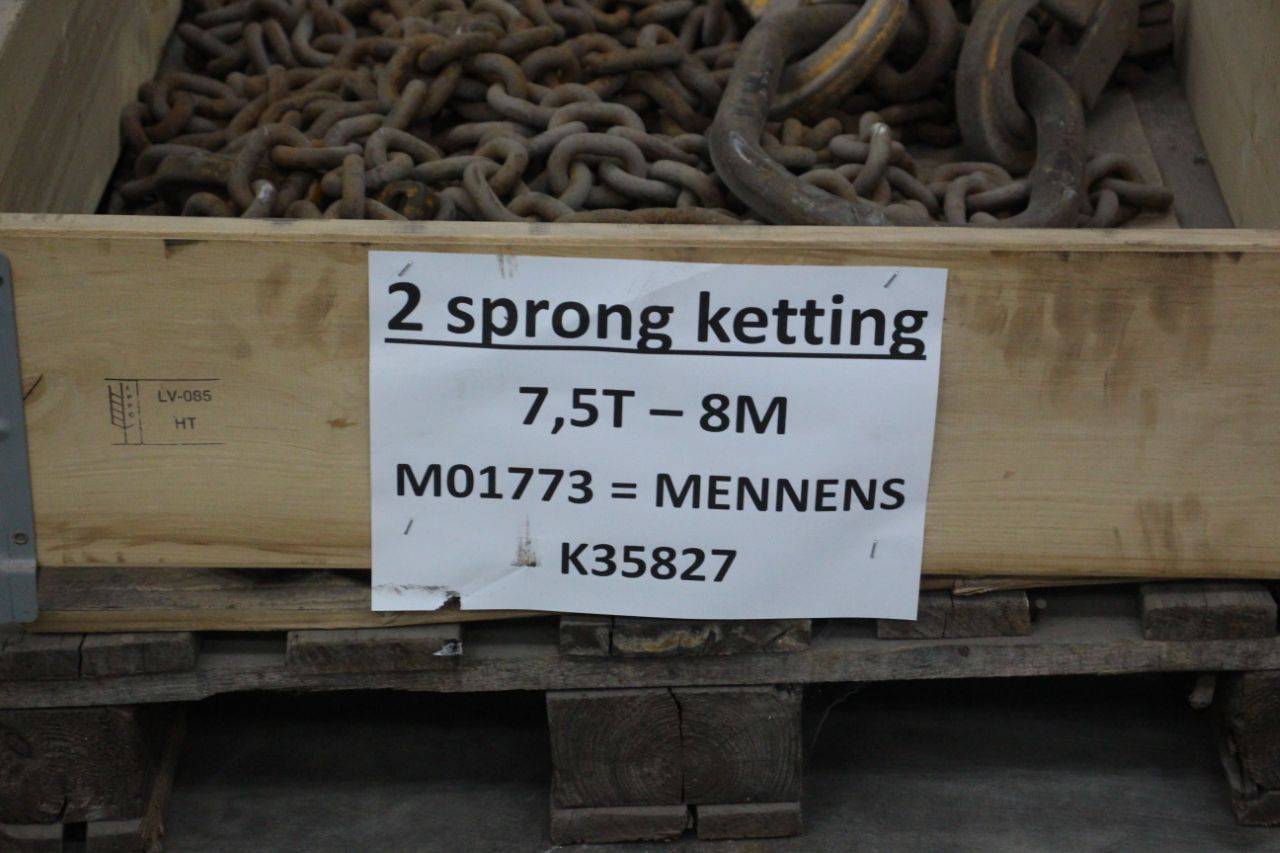 2 sprong ketting
7,5T – 8M
M01773 = MENNENS
K35827
LV-085
HT